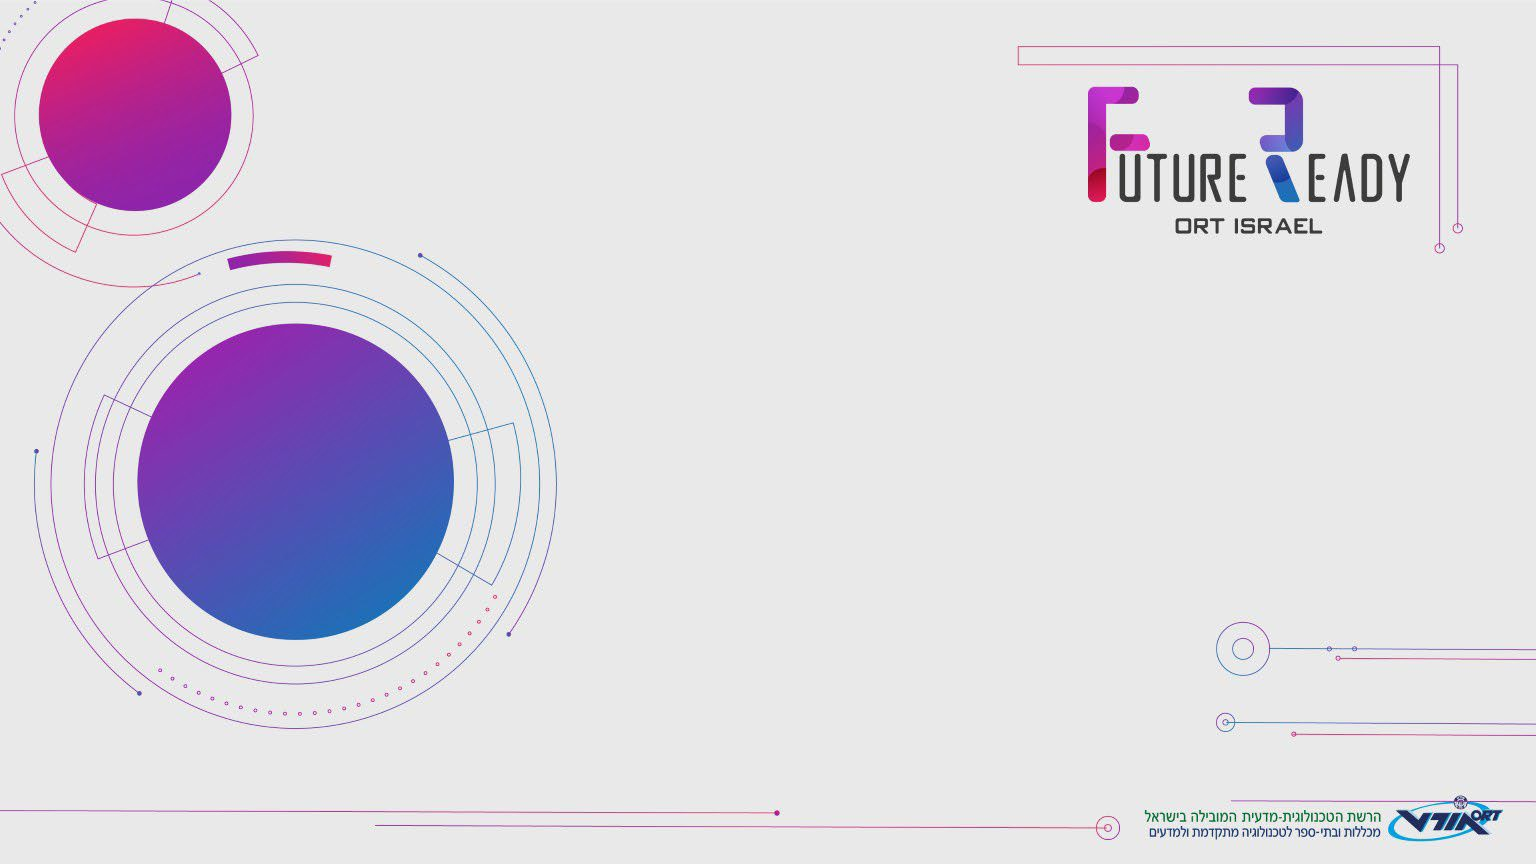 FUTURE READY
ORT ISRAEL
הרשת הטכנולוגית-מדעית המובילה בישראל
מכללות ובתי-ספר לטכנולוגיה מתקדמת ולמדעים
ORT
אורט